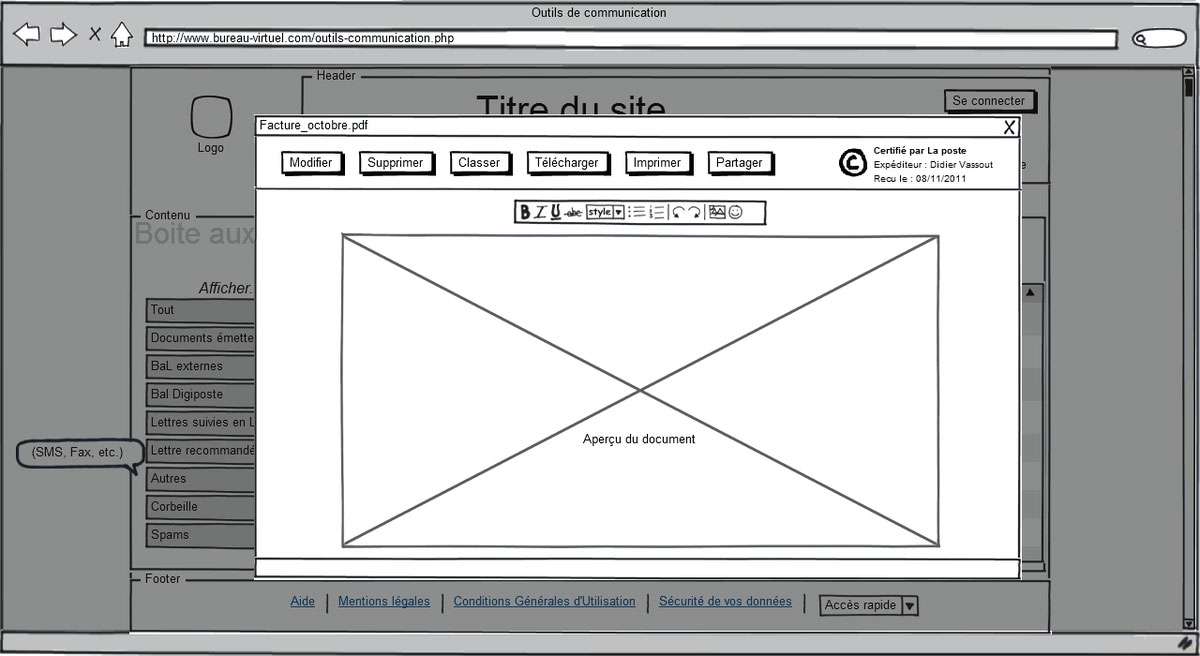 Outils de communication
http://www.bureau-virtuel.com/outils-communication.php
Header
Titre du site
Se connecter
Logo
Facture_octobre.pdf
X
Modifier
Supprimer
Classer
Télécharger
Imprimer
Partager
C
Certifié par La poste
Expéditeur : Didier Vassout
Recu le : 08/11/2011
B I U abc style
Contenu
Boite aux
Afficher.
Tout
Documents émette
BaL externes
Bal Digiposte
Lettres suivies en L
(SMS, Fax, etc.)
Lettre recommandé
Autres
Corbeille
Spams
Aperçu du document
Footer
Aide
Mentions légales
Conditions Générales d'Utilisation
Sécurité de vos données
Accès rapide